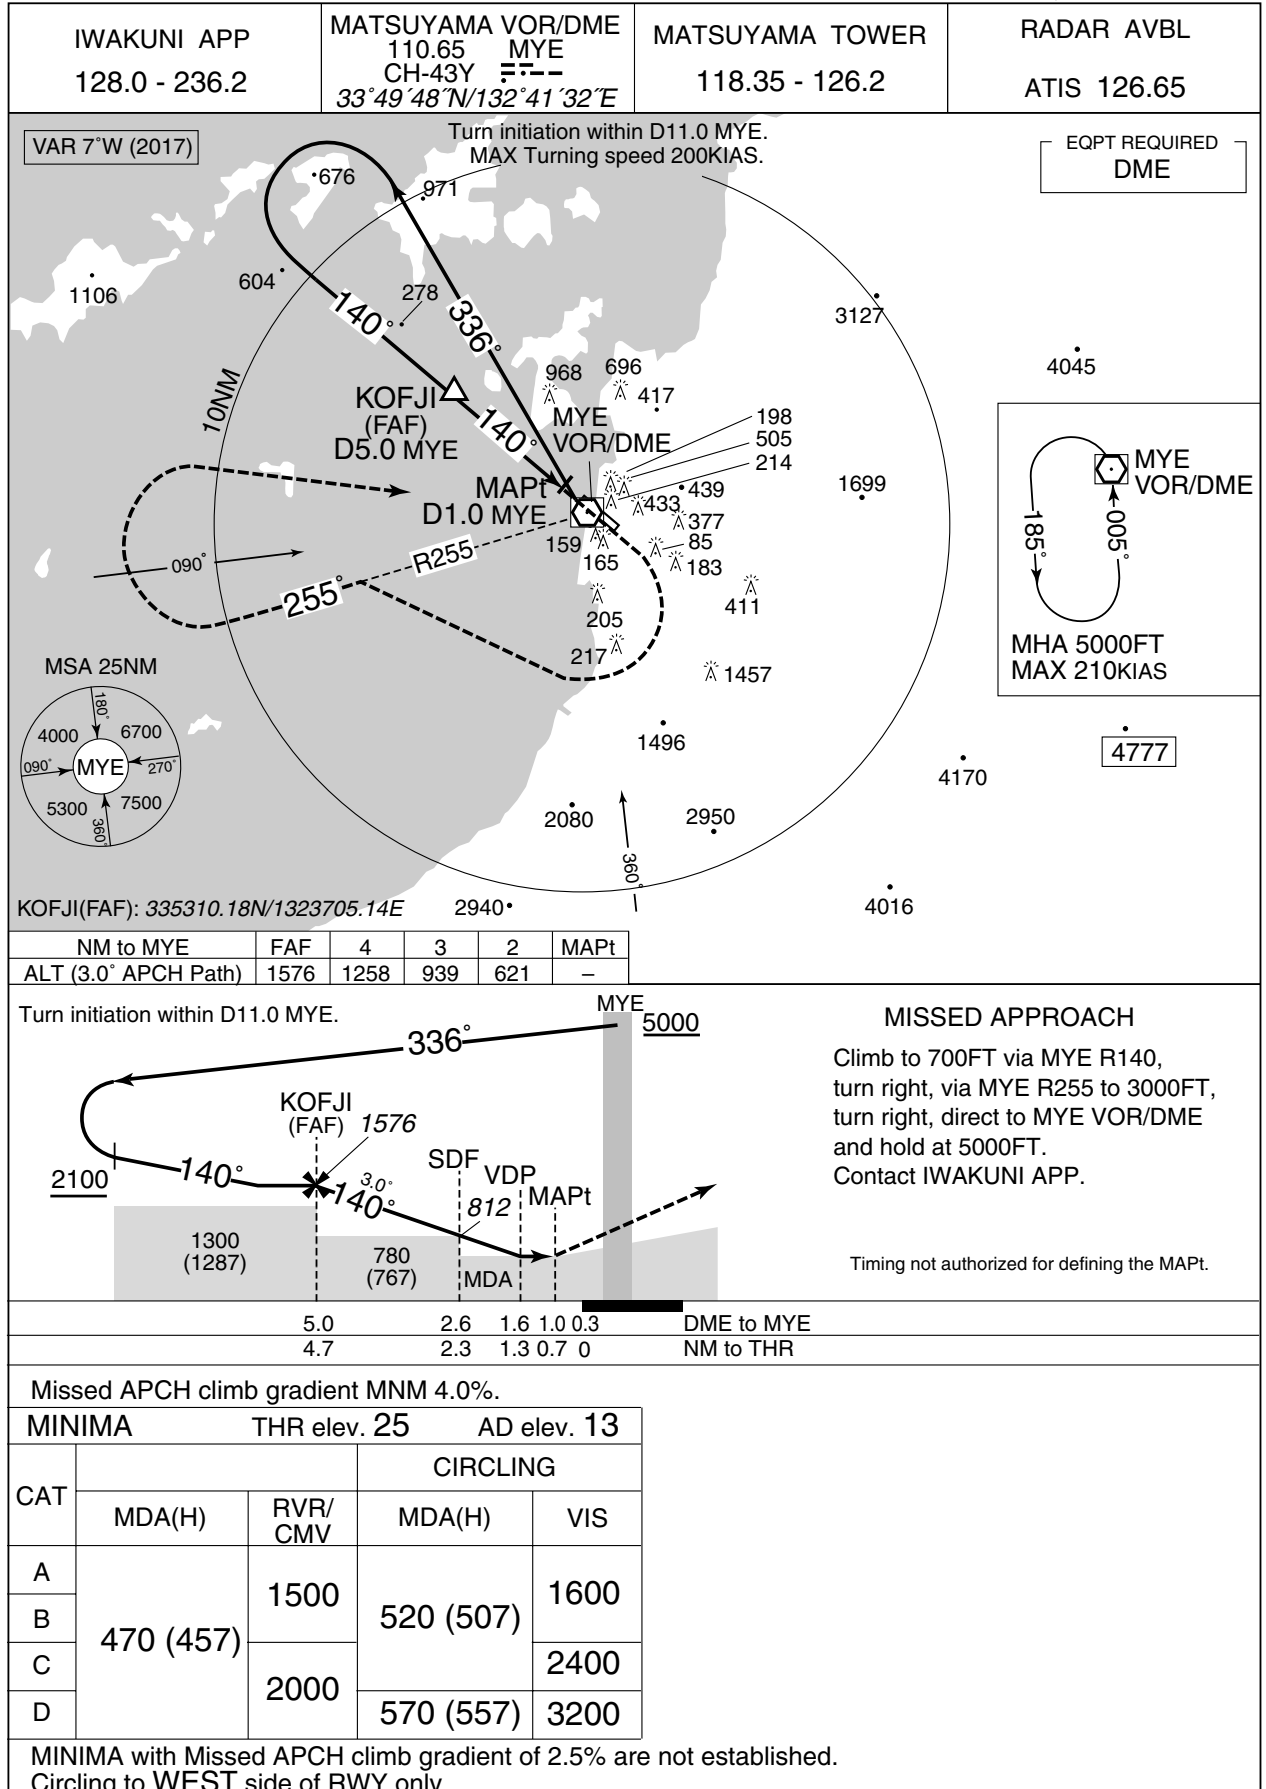 IWAKUNI APP
128.0 - 236.2
MATSUYAMA VOR/DME
110.65 MYE
CH-43Y
33°49´48˝N/132°41´32˝E
MATSUYAMA TOWER
118.35 - 126.2
RADAR AVBL
ATIS 126.65
VAR 7°W (2017)
Turn initiation within D11.0 MYE.
MAX Turning speed 200KIAS.
EQPT REQUIRED
DME
676
971
604
1106
278
140°
336°
3127
4045
10NM
968
696
417
KOFJI
(FAF)
D5.0 MYE
140°
MYE
VOR/DME
198
505
214
MAPt
D1.0 MYE
439
433
377
1699
159
165
85
183
R255
090°
255°
205
217
411
1457
MYE
VOR/DME
185°
005°
MHA 5000FT
MAX 210KIAS
MSA 25NM
180°
4000
6700
090°
MYE
270°
5300
7500
360°
1496
4777
4170
2080
2950
360°
4016
2940
KOFJI(FAF): 335310.18N/1323705.14E
NM to MYE FAF 4 3 2 MAPt
ALT (3.0° APCH Path) 1576 1258 939 621 –
Turn initiation within D11.0 MYE.
MYE
5000
336°
KOFJI
(FAF)
1576
2100
140°
3.0°
140°
SDF
VDP
MAPt
812
1300
(1287)
780
(767)
MDA
MISSED APPROACH
Climb to 700FT via MYE R140,
turn right, via MYE R255 to 3000FT,
turn right, direct to MYE VOR/DME
and hold at 5000FT.
Contact IWAKUNI APP.
Timing not authorized for defining the MAPt.
5.0 2.6 1.6 1.0 0.3 DME to MYE
4.7 2.3 1.3 0.7 0 NM to THR
Missed APCH climb gradient MNM 4.0%.
MINIMA THR elev. 25 AD elev. 13
CAT
CIRCLING
MDA(H)
RVR/
CMV
MDA(H)
VIS
A
B
C
D
470 (457)
1500
2000
520 (507)
570 (557)
1600
2400
3200
MINIMA with Missed APCH climb gradient of 2.5% are not established.
Circling to WEST side of RWY only